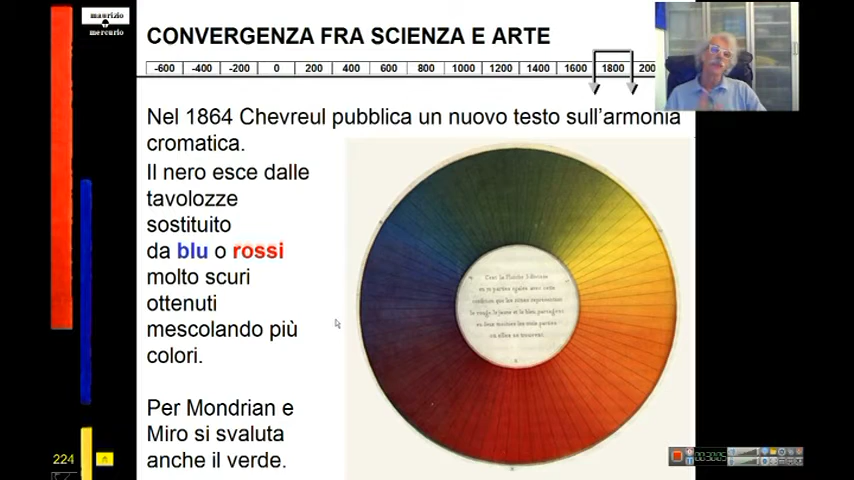 maurizio
mercurio
CONVERGENZA FRA SCIENZA E ARTE
-600 -400 -200 0 200 400 600 800 1000 1200 1400 1600 1800 200
Nel 1864 Chevreul pubblica un nuovo testo sull'armonia
cromatica.
Il nero esce dalle
tavolozze
sostituito
da blu o rossi
molto scuri
ottenuti
mescolando più
colori.
Per Mondrian e
Miro si svaluta
anche il verde.
224